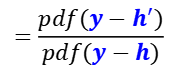 = pdf(y − h′) / pdf(y − h)